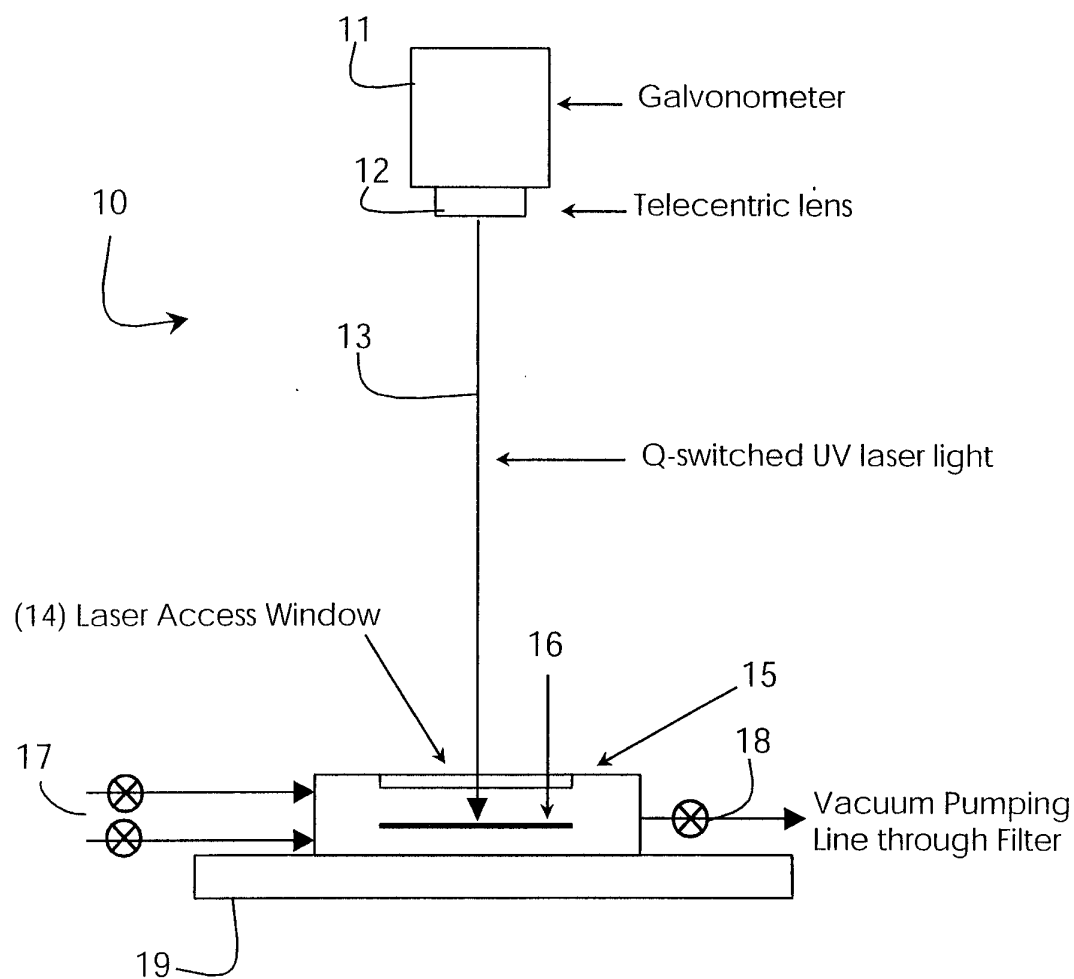 11
Galvonometer
12
Telecentric lens
10
13
Q-switched UV laser light
(14) Laser Access Window
16
15
17
18
Vacuum Pumping
Line through Filter
19